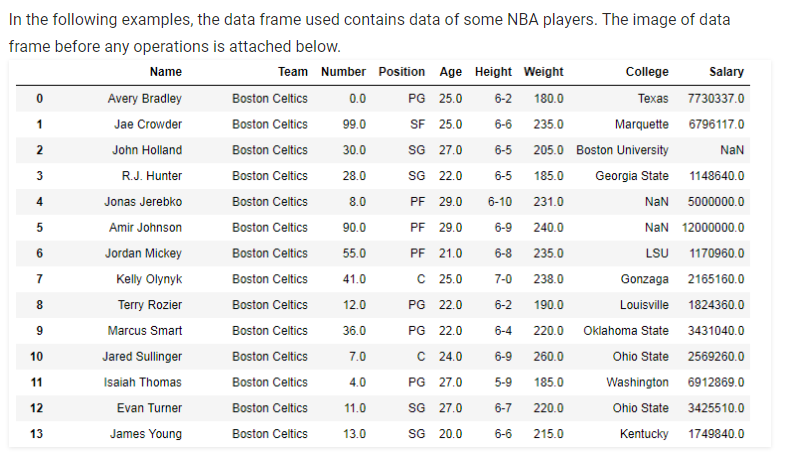 In the following examples, the data frame used contains data of some NBA players. The image of data
frame before any operations is attached below.
Name Team Number Position Age Height Weight College Salary
0 Avery Bradley Boston Celtics 0.0 PG 25.0 6-2 180.0 Texas 7730337.0
1 Jae Crowder Boston Celtics 99.0 SF 25.0 6-6 235.0 Marquette 6796117.0
2 John Holland Boston Celtics 30.0 SG 27.0 6-5 205.0 Boston University NaN
3 R.J. Hunter Boston Celtics 28.0 SG 22.0 6-5 185.0 Georgia State 1148640.0
4 Jonas Jerebko Boston Celtics 8.0 PF 29.0 6-10 231.0 NaN 5000000.0
5 Amir Johnson Boston Celtics 90.0 PF 29.0 6-9 240.0 NaN 12000000.0
6 Jordan Mickey Boston Celtics 55.0 PF 21.0 6-8 235.0 LSU 1170960.0
7 Kelly Olynyk Boston Celtics 41.0 C 25.0 7-0 238.0 Gonzaga 2165160.0
8 Terry Rozier Boston Celtics 12.0 PG 22.0 6-2 190.0 Louisville 1824360.0
9 Marcus Smart Boston Celtics 36.0 PG 22.0 6-4 220.0 Oklahoma State 3431040.0
10 Jared Sullinger Boston Celtics 7.0 C 24.0 6-9 260.0 Ohio State 2569260.0
11 Isaiah Thomas Boston Celtics 4.0 PG 27.0 5-9 185.0 Washington 6912869.0
12 Evan Turner Boston Celtics 11.0 SG 27.0 6-7 220.0 Ohio State 3425510.0
13 James Young Boston Celtics 13.0 SG 20.0 6-6 215.0 Kentucky 1749840.0